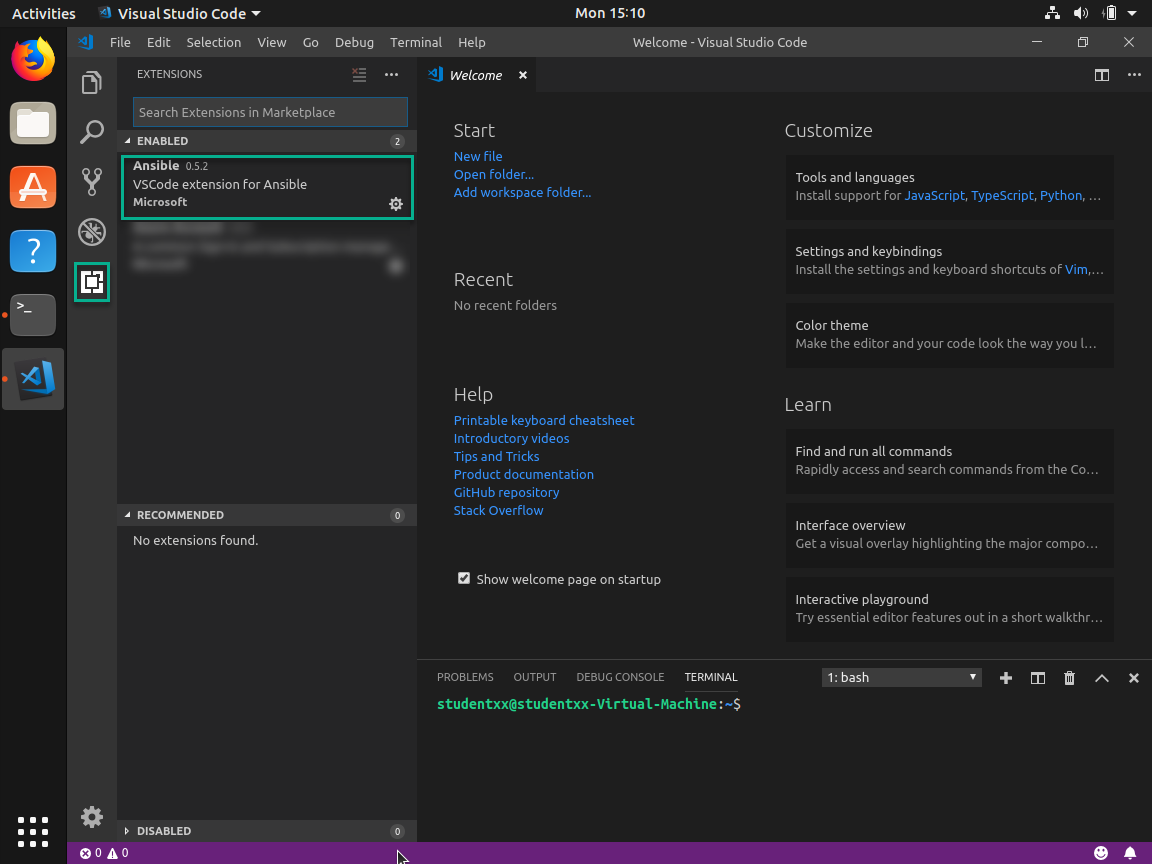 Activities Visual Studio Code Mon 15:10
File Edit Selection View Go Debug Terminal Help Welcome - Visual Studio Code
EXTENSIONS
Search Extensions in Marketplace
ENABLED 2
Ansible 0.5.2
VSCode extension for Ansible
Microsoft
RECOMMENDED 0
No extensions found.
DISABLED 0
Welcome
Start
New file
Open folder...
Add workspace folder...
Recent
No recent folders
Help
Printable keyboard cheatsheet
Introductory videos
Tips and Tricks
Product documentation
GitHub repository
Stack Overflow
Show welcome page on startup
Customize
Tools and languages
Install support for JavaScript, TypeScript, Python, ...
Settings and keybindings
Install the settings and keyboard shortcuts of Vim,...
Color theme
Make the editor and your code look the way you l...
Learn
Find and run all commands
Rapidly access and search commands from the Co...
Interface overview
Get a visual overlay highlighting the major compo...
Interactive playground
Try essential editor features out in a short walkthr...
PROBLEMS OUTPUT DEBUG CONSOLE TERMINAL 1: bash
studentxx@studentxx-Virtual-Machine:~$
0 0